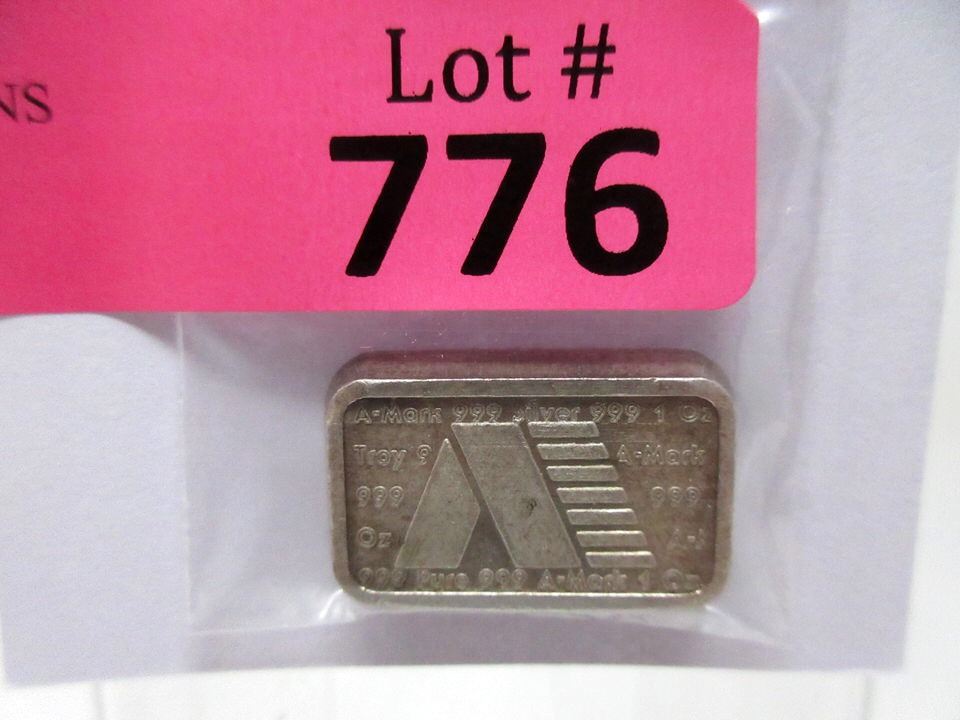 NS
Lot #
776
A-Mark 999 Silver 999 1 Oz
Troy 9 A-Mark
999 999
Oz A-
999 Pure 999 A-Mark 1 Oz